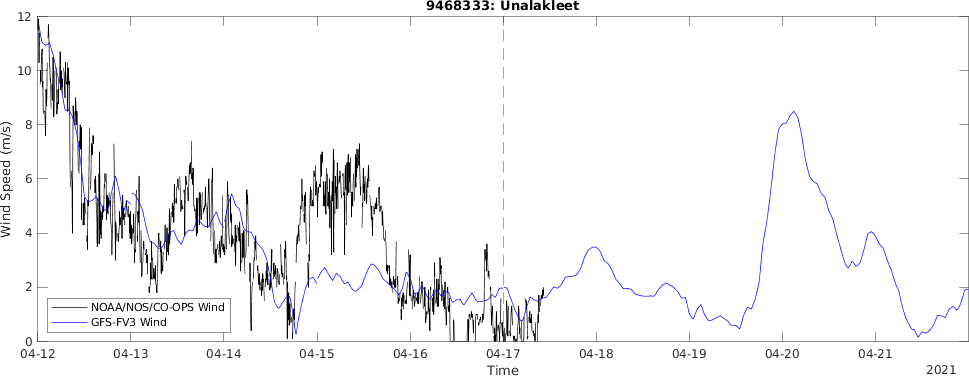 9468333: Unalakleet
12
10
8
6
4
2
0
Wind Speed (m/s)
NOAA/NOS/CO-OPS Wind
GFS-FV3 Wind
04-12 04-13 04-14 04-15 04-16 04-17 04-18 04-19 04-20 04-21
Time
2021